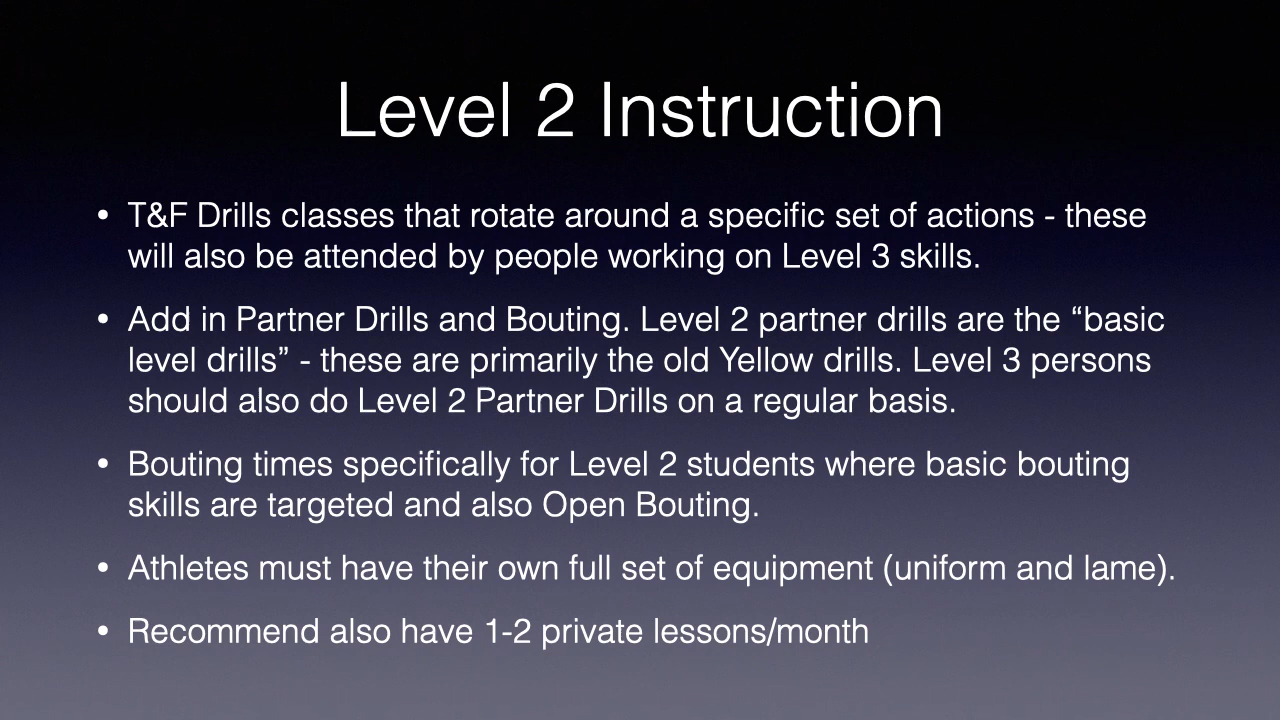 Level 2 Instruction
• T&F Drills classes that rotate around a specific set of actions - these
will also be attended by people working on Level 3 skills.
• Add in Partner Drills and Bouting. Level 2 partner drills are the “basic
level drills” - these are primarily the old Yellow drills. Level 3 persons
should also do Level 2 Partner Drills on a regular basis.
• Bouting times specifically for Level 2 students where basic bouting
skills are targeted and also Open Bouting.
• Athletes must have their own full set of equipment (uniform and lame).
• Recommend also have 1-2 private lessons/month